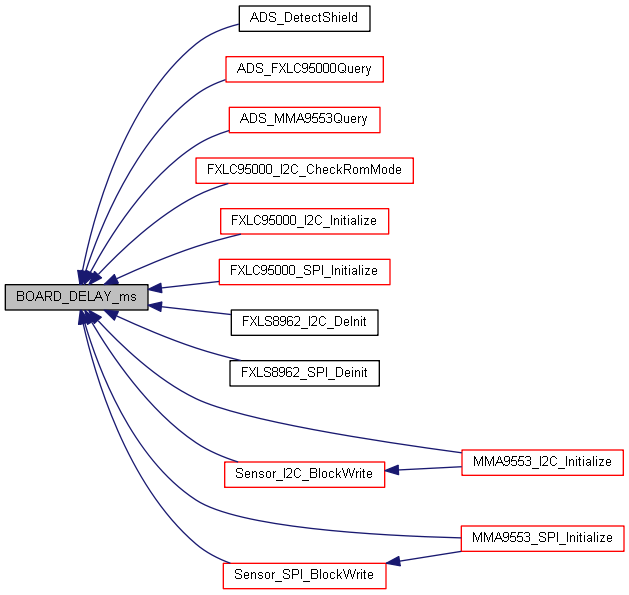 ADS_DetectShield
ADS_FXLC95000Query
ADS_MMA9553Query
FXLC95000_I2C_CheckRomMode
FXLC95000_I2C_Initialize
FXLC95000_SPI_Initialize
BOARD_DELAY_ms
FXLS8962_I2C_DeInit
FXLS8962_SPI_Deinit
MMA9553_I2C_Initialize
Sensor_I2C_BlockWrite
MMA9553_SPI_Initialize
Sensor_SPI_BlockWrite